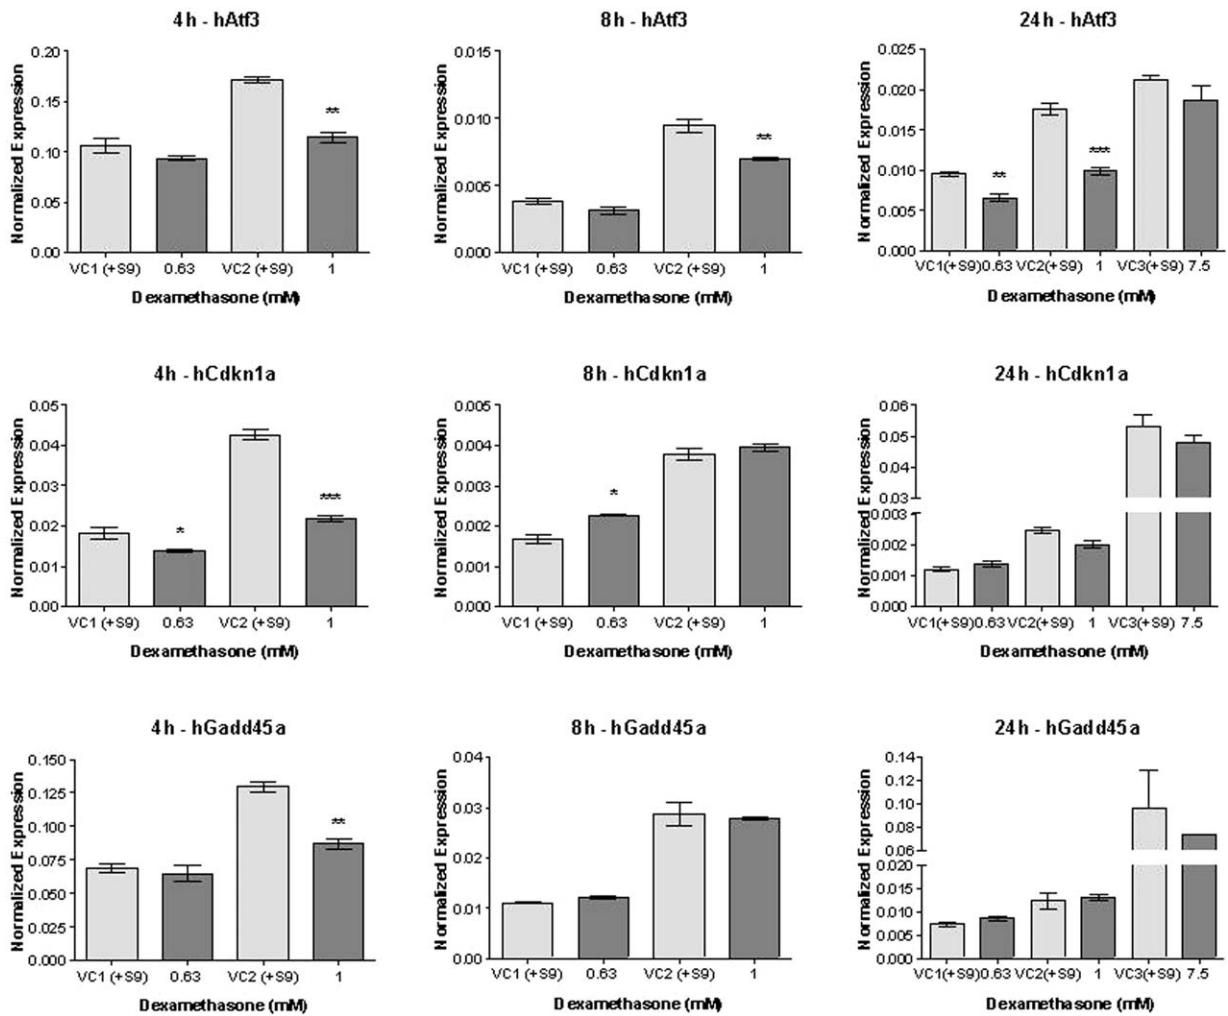 4h - hAtf3
Normalized Expression
0.20
0.15
0.10
0.05
0.00
**
VC1 (+S9) 0.63 VC2 (+S9) 1
Dexamethasone (mM)
8h - hAtf3
Normalized Expression
0.015
0.010
0.005
0.000
**
VC1 (+S9) 0.63 VC2 (+S9) 1
Dexamethasone (mM)
24h - hAtf3
Normalized Expression
0.025
0.020
0.015
0.010
0.005
0.000
** ***
VC1(+S9) 0.63 VC2(+S9) 1 VC3(+S9) 7.5
Dexamethasone (mM)
4h - hCdkn1a
Normalized Expression
0.05
0.04
0.03
0.02
0.01
0.00
* ***
VC1 (+S9) 0.63 VC2 (+S9) 1
Dexamethasone (mM)
8h - hCdkn1a
Normalized Expression
0.005
0.004
0.003
0.002
0.001
0.000
*
VC1 (+S9) 0.63 VC2 (+S9) 1
Dexamethasone (mM)
24h - hCdkn1a
Normalized Expression
0.06
0.05
0.04
0.03
0.003
0.002
0.001
0.000
VC1(+S9) 0.63 VC2(+S9) 1 VC3(+S9) 7.5
Dexamethasone (mM)
4h - hGadd45a
Normalized Expression
0.150
0.125
0.100
0.075
0.050
0.025
0.000
**
VC1 (+S9) 0.63 VC2 (+S9) 1
Dexamethasone (mM)
8h - hGadd45a
Normalized Expression
0.04
0.03
0.02
0.01
0.00
VC1 (+S9) 0.63 VC2 (+S9) 1
Dexamethasone (mM)
24h - hGadd45a
Normalized Expression
0.14
0.12
0.10
0.08
0.06
0.020
0.015
0.010
0.005
0.000
VC1(+S9) 0.63 VC2(+S9) 1 VC3(+S9) 7.5
Dexamethasone (mM)